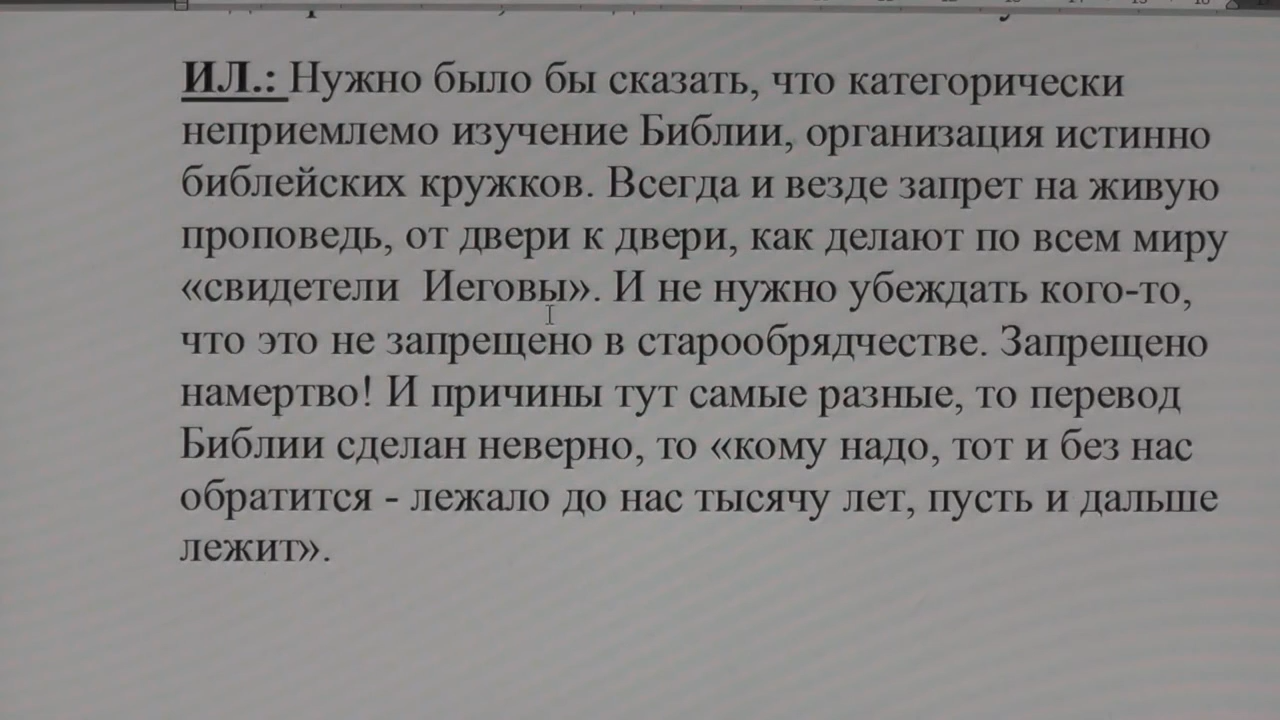 ИЛ.: Нужно было бы сказать, что категорически
неприемлемо изучение Библии, организация истинно
библейских кружков. Всегда и везде запрет на живую
проповедь, от двери к двери, как делают по всем миру
«свидетели Иеговы». И не нужно убеждать кого-то,
что это не запрещено в старообрядчестве. Запрещено
намертво! И причины тут самые разные, то перевод
Библии сделан неверно, то «кому надо, тот и без нас
обратится - лежало до нас тысячу лет, пусть и дальше
лежит».